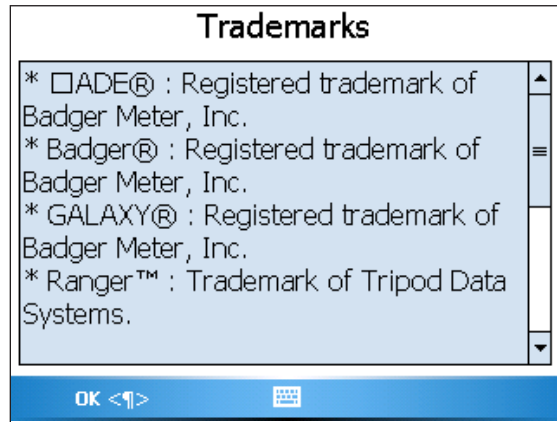 Trademarks
* □ADE® : Registered trademark of
Badger Meter, Inc.
* Badger® : Registered trademark of
Badger Meter, Inc.
* GALAXY® : Registered trademark of
Badger Meter, Inc.
* Ranger™ : Trademark of Tripod Data
Systems.
OK <¶>